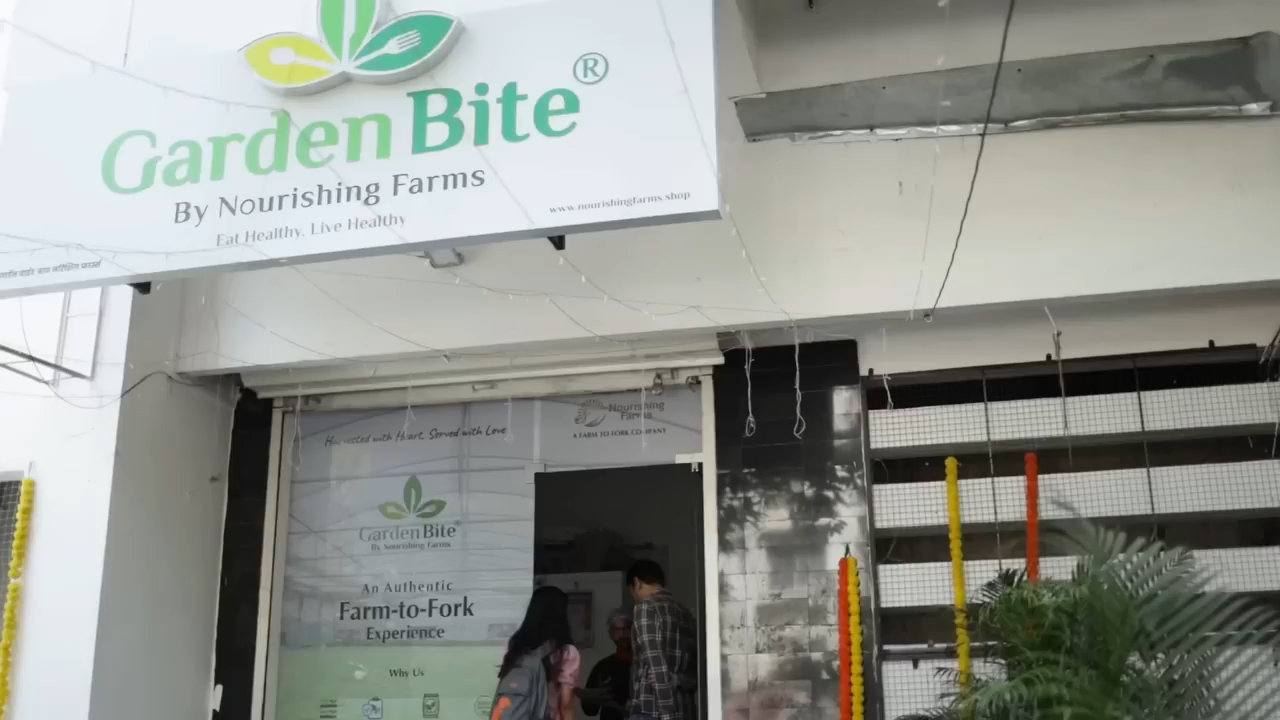 Garden Bite®
By Nourishing Farms
Eat Healthy. Live Healthy
www.nourishingfarms.shop
Harvested with Heart. Served with Love
Nourishing
Farms
A FARM TO FORK COMPANY
Garden Bite®
By Nourishing Farms
An Authentic
Farm-to-Fork
Experience
Why Us